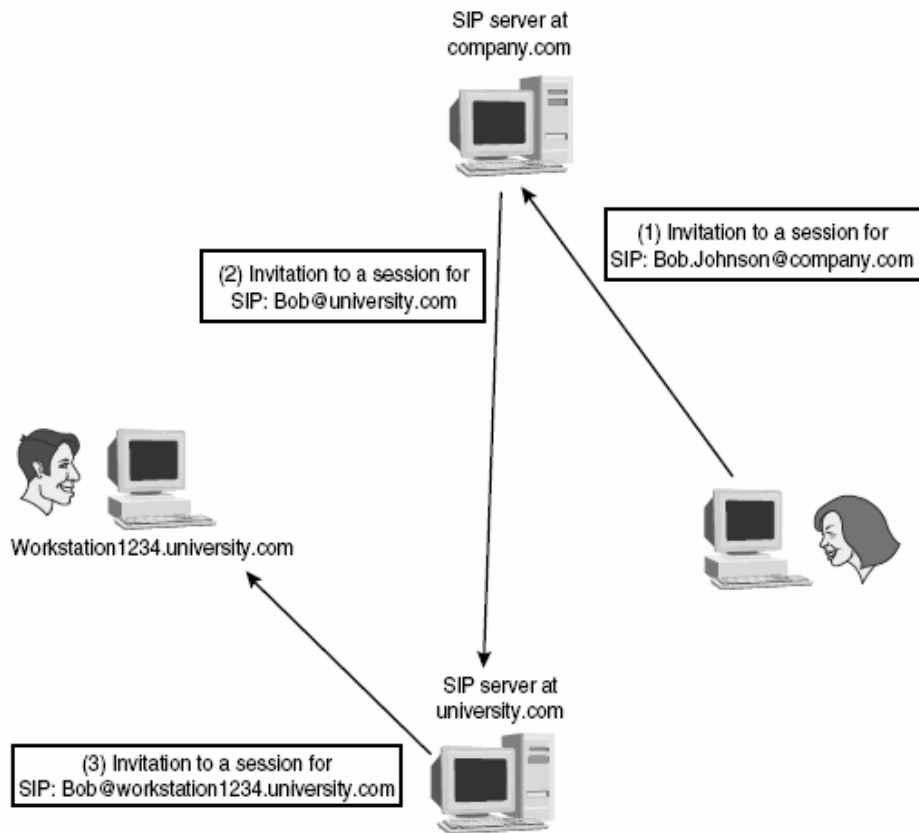 SIP server at
company.com
(1) Invitation to a session for
SIP: Bob.Johnson@company.com
(2) Invitation to a session for
SIP: Bob@university.com
Workstation1234.university.com
SIP server at
university.com
(3) Invitation to a session for
SIP: Bob@workstation1234.university.com